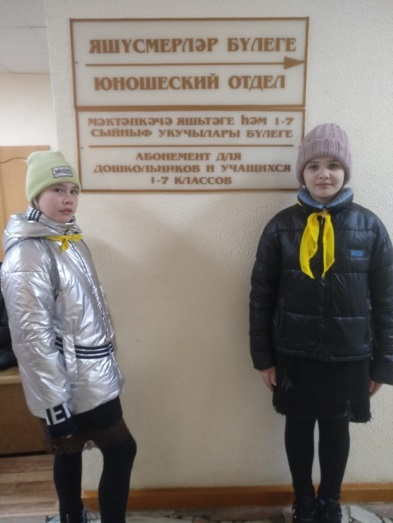 ЯШҮСМЕРЛӘР БҮЛЕГЕ
ЮНОШЕСКИЙ ОТДЕЛ
МӘКТӘПКӘЧӘ ЯШЬТӘГЕ ҺӘМ 1-7
СЫЙНЫФ УКУЧЫЛАРЫ БҮЛЕГЕ
АБОНЕМЕНТ ДЛЯ
ДОШКОЛЬНИКОВ И УЧАЩИХСЯ
1-7 КЛАССОВ